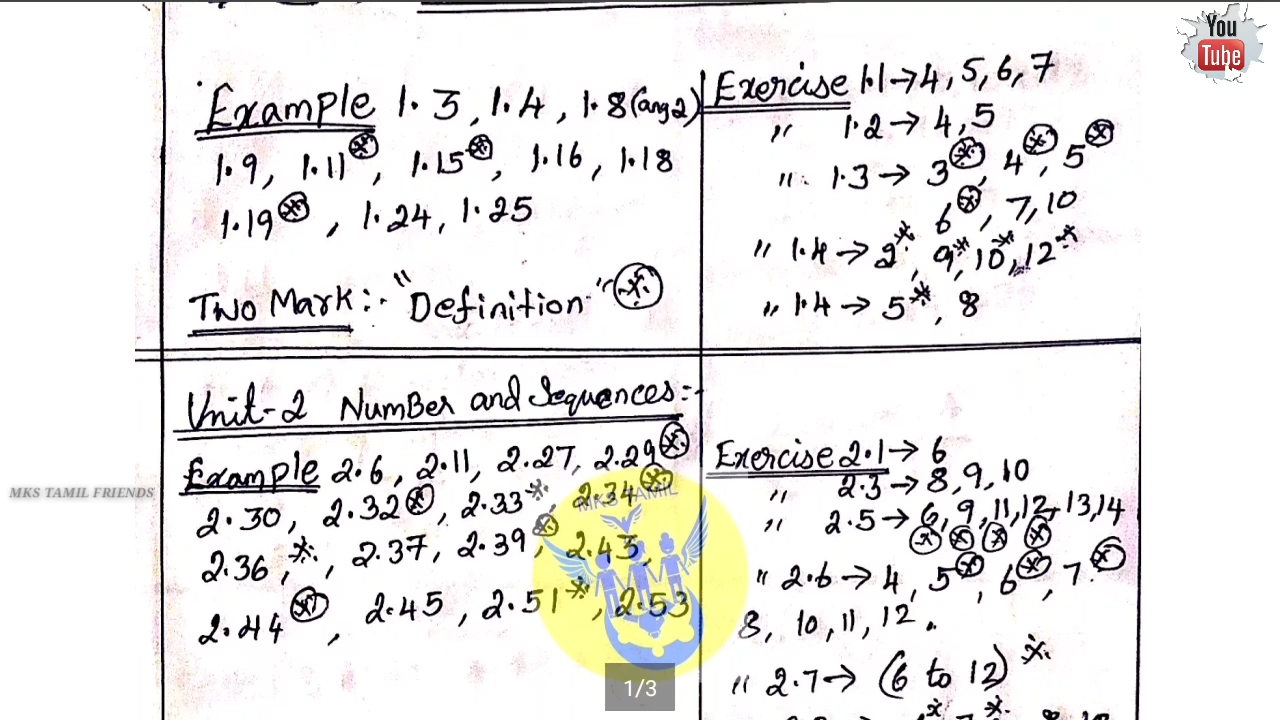 You
Tube
Example 1.3, 1.4, 1.8 (ang 2)
1.9, 1.11, 1.15, 1.16, 1.18
1.19, 1.24, 1.25
Two Mark:- "Definition"
Exercise 1.1→4, 5, 6, 7
" 1.2→ 4,5
" 1.3→ 3, 4, 5
6, 7, 10
" 1.4→ 2, 9, 10, 12
" 1.4→ 5, 8
Unit-2 Number and Sequences:-
Example 2.6, 2.11, 2.27, 2.29
2.30, 2.32, 2.33, 2.34
2.36, 2.37, 2.39, 2.43,
2.44, 2.45, 2.51, 2.53
Exercise 2.1→ 6
" 2.3→8,9,10
" 2.5→ 6, 9, 11, 12, 13, 14
" 2.6→ 4, 5, 6, 7
8, 10, 11, 12.
" 2.7→ (6 to 12)
MKS TAMIL FRIENDS
MKS TAMIL
1/3